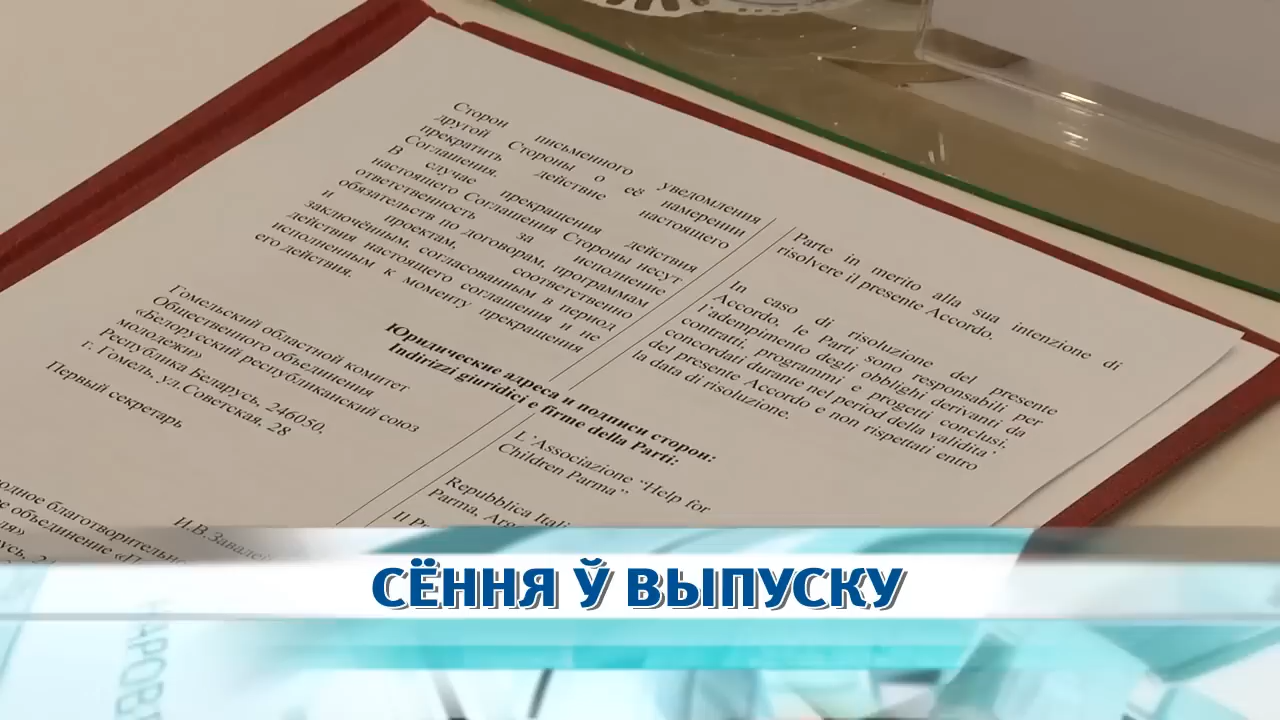 Сторон письменного уведомления
другой Стороны о её намерении
прекратить действие настоящего
Соглашения.
В случае прекращения действия
настоящего Соглашения Стороны несут
ответственность за исполнение
обязательств по договорам, программам
и проектам, соответственно
заключённым, согласованным в период
действия настоящего соглашения и не
исполненным к моменту прекращения
его действия.
Parte in merito alla sua intenzione di
risolvere il presente Accordo.
In caso di risoluzione del presente
Accordo, le Parti sono responsabili per
l'adempimento degli obblighi derivanti da
contratti, programmi e progetti conclusi,
concordati durante nel period della validita'
del presente Accordo e non rispettati entro
la data di risoluzione.
Юридические адреса и подписи сторон:
Indirizzi giuridici e firme della Parti:
Гомельский областной комитет
Общественного объединения
«Белорусский республиканский союз
молодежи»
Республика Беларусь, 246050,
г. Гомель, ул.Советская, 28
Первый секретарь
И.В.Завалей
L'Associazione "Help for
Children Parma"
Repubblica Itali
Parma,
СЁННЯ Ў ВЫПУСКУ